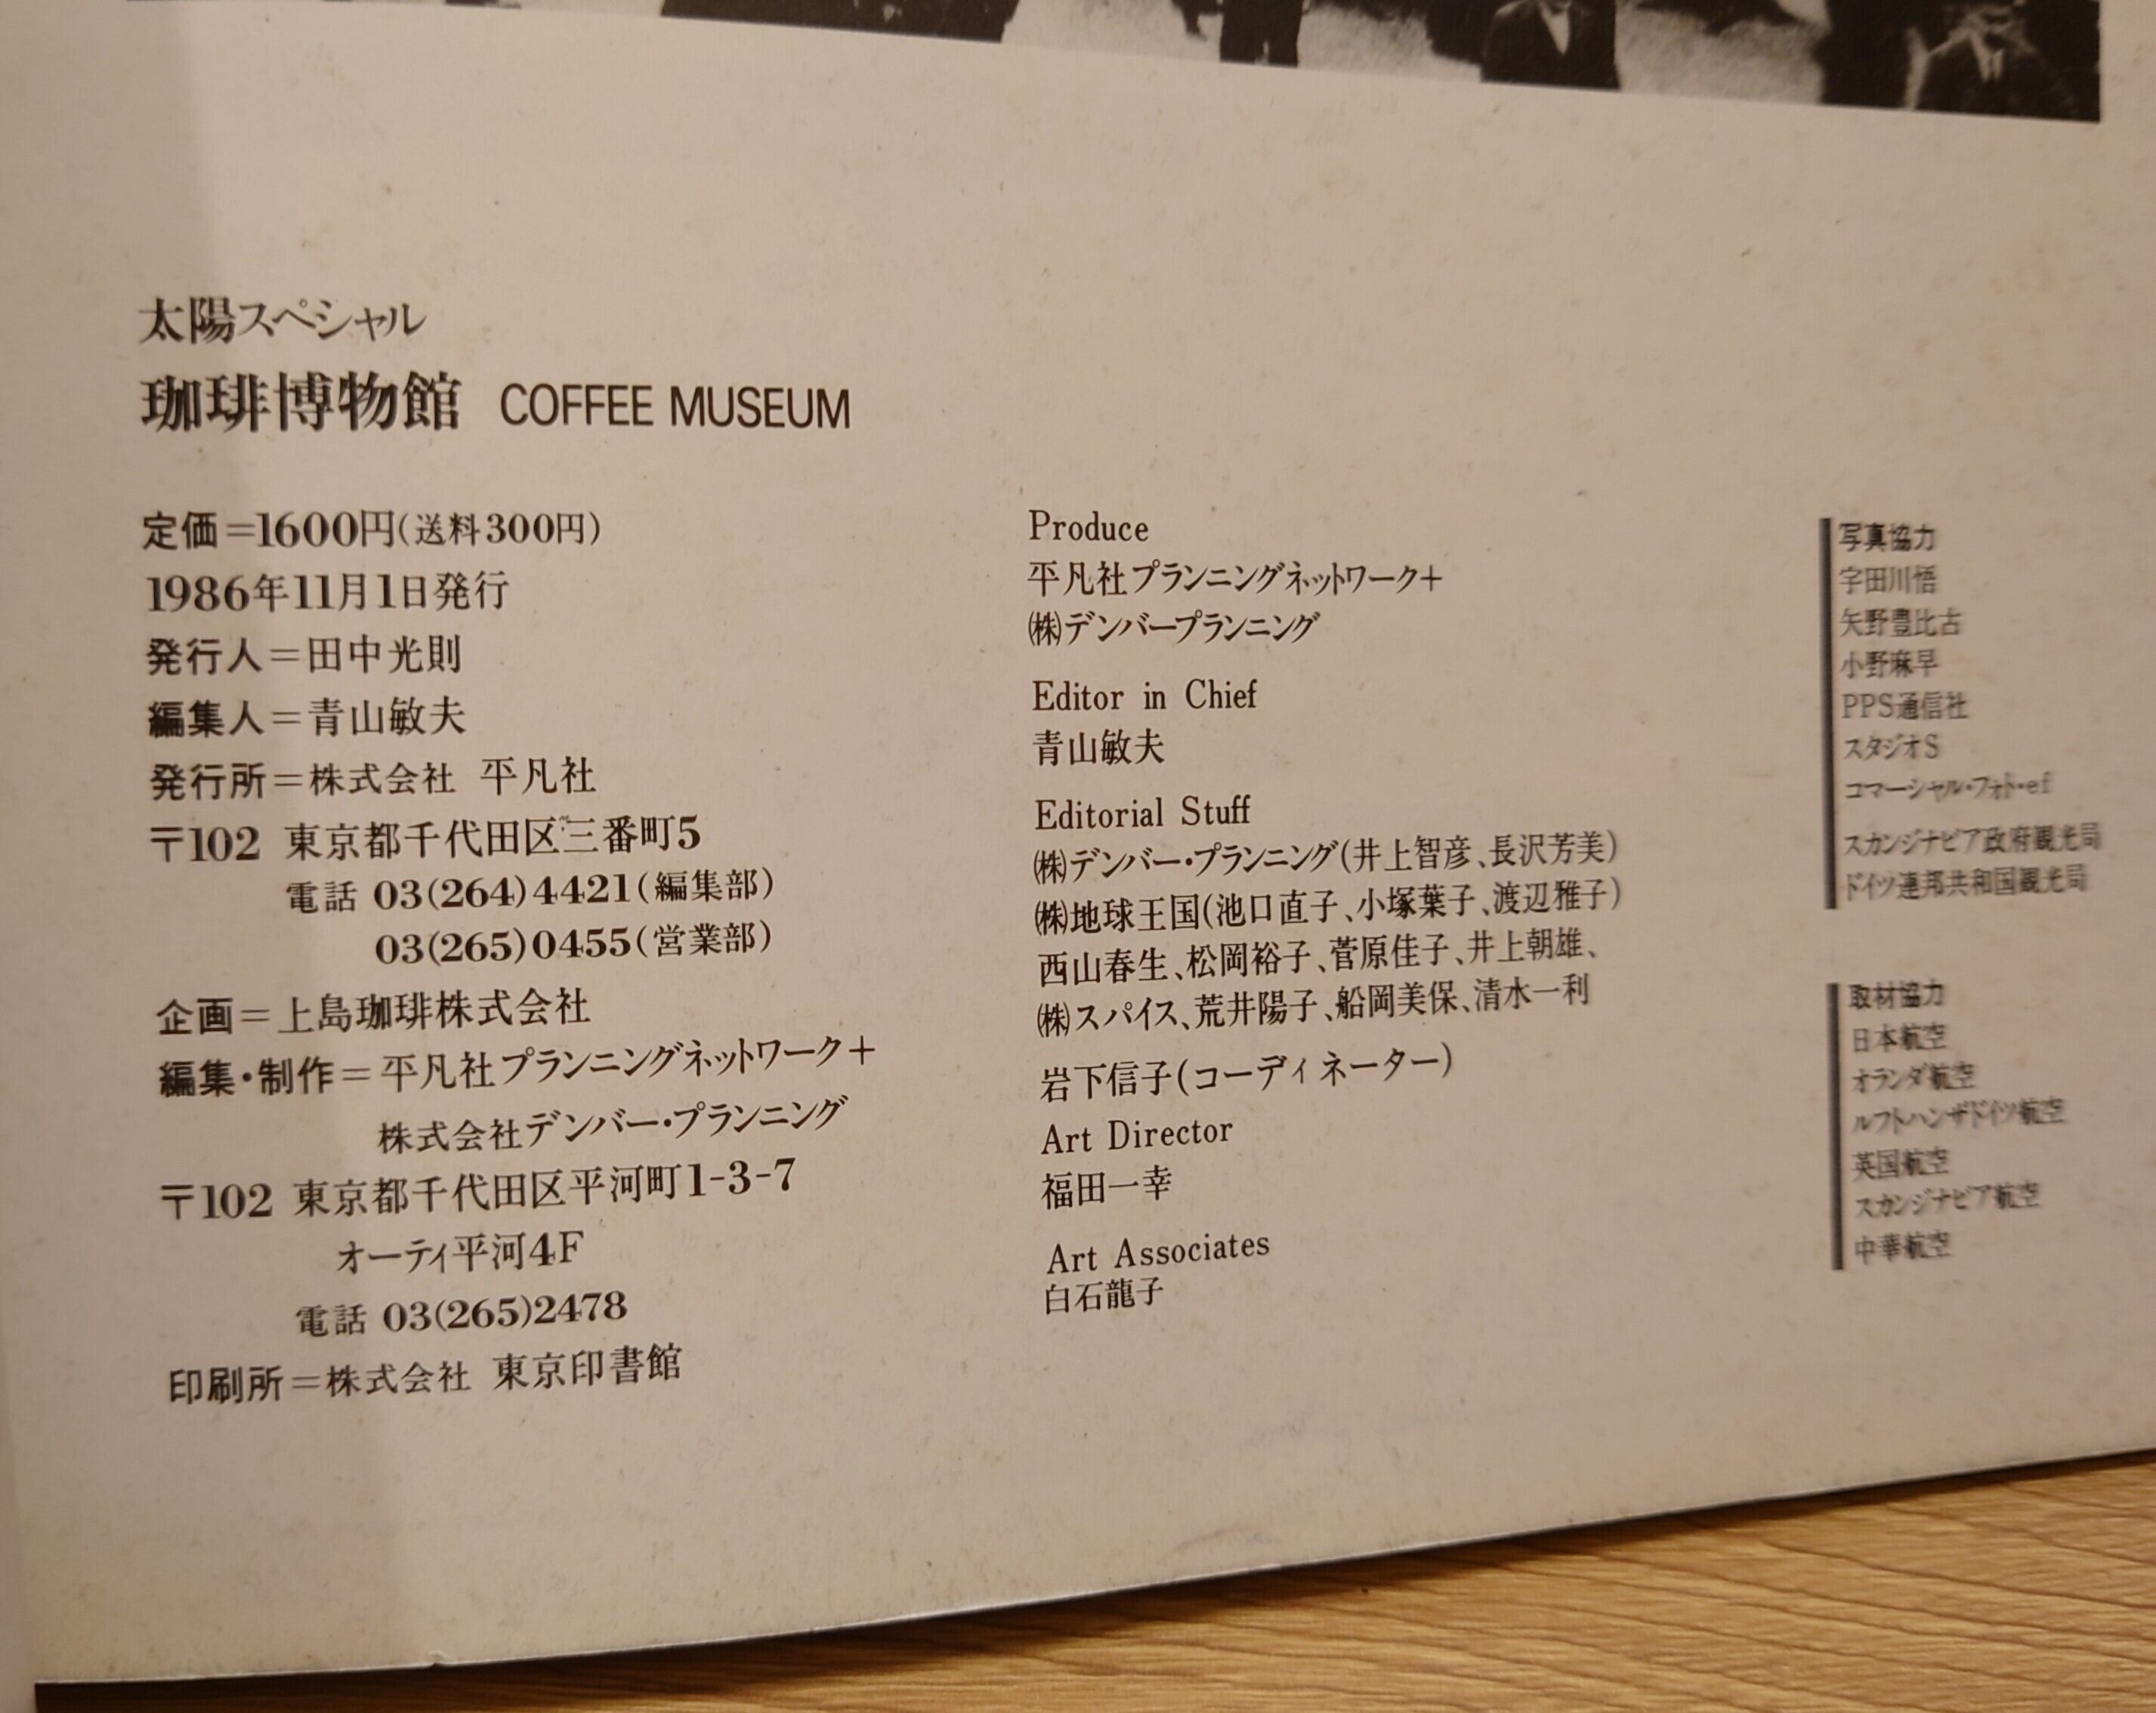 太陽スペシャル
珈琲博物館 COFFEE MUSEUM
定価=1600円(送料300円)
1986年11月1日発行
発行人=田中光則
編集人=青山敏夫
発行所=株式会社 平凡社
〒102 東京都千代田区三番町5
電話 03(264)4421(編集部)
03(265)0455(営業部)
企画=上島珈琲株式会社
編集・制作=平凡社プランニングネットワーク+
株式会社デンバー・プランニング
〒102 東京都千代田区平河町1-3-7
オーティ平河4F
電話 03(265)2478
印刷所=株式会社 東京印書館
Produce
平凡社プランニングネットワーク+
㈱デンバープランニング
Editor in Chief
青山敏夫
Editorial Stuff
㈱デンバー・プランニング(井上智彦、長沢芳美)
㈱地球王国(池口直子、小塚葉子、渡辺雅子)
西山春生、松岡裕子、菅原佳子、井上朝雄、
㈱スパイス、荒井陽子、船岡美保、清水一利
岩下信子(コーディネーター)
Art Director
福田一幸
Art Associates
白石龍子
写真協力
宇田川悟
矢野豊比古
小野麻早
PPS通信社
スタジオS
コマーシャル・フォト・ef
スカンジナビア政府観光局
ドイツ連邦共和国観光局
取材協力
日本航空
オランダ航空
ルフトハンザドイツ航空
英国航空
スカンジナビア航空
中華航空